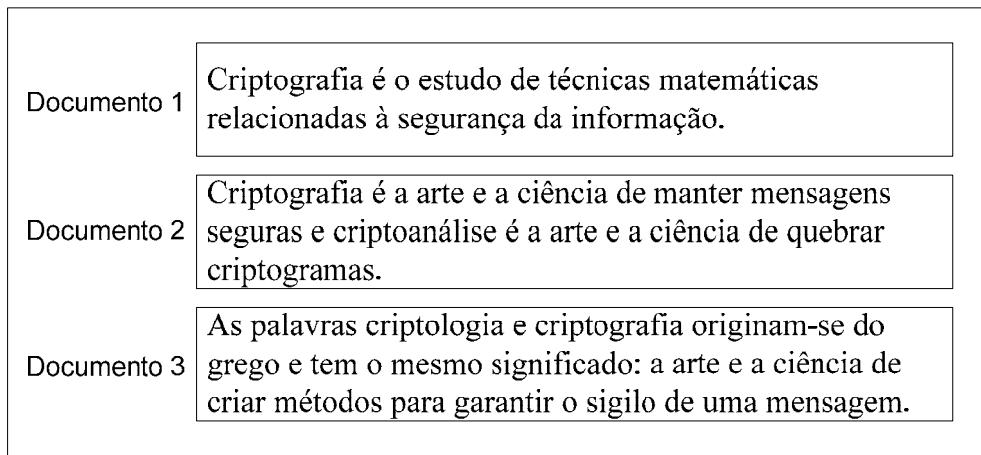 Documento 1
Criptografia é o estudo de técnicas matemáticas
relacionadas à segurança da informação.
Documento 2
Criptografia é a arte e a ciência de manter mensagens
seguras e criptoanálise é a arte e a ciência de quebrar
criptogramas.
Documento 3
As palavras criptologia e criptografia originam-se do
grego e tem o mesmo significado: a arte e a ciência de
criar métodos para garantir o sigilo de uma mensagem.